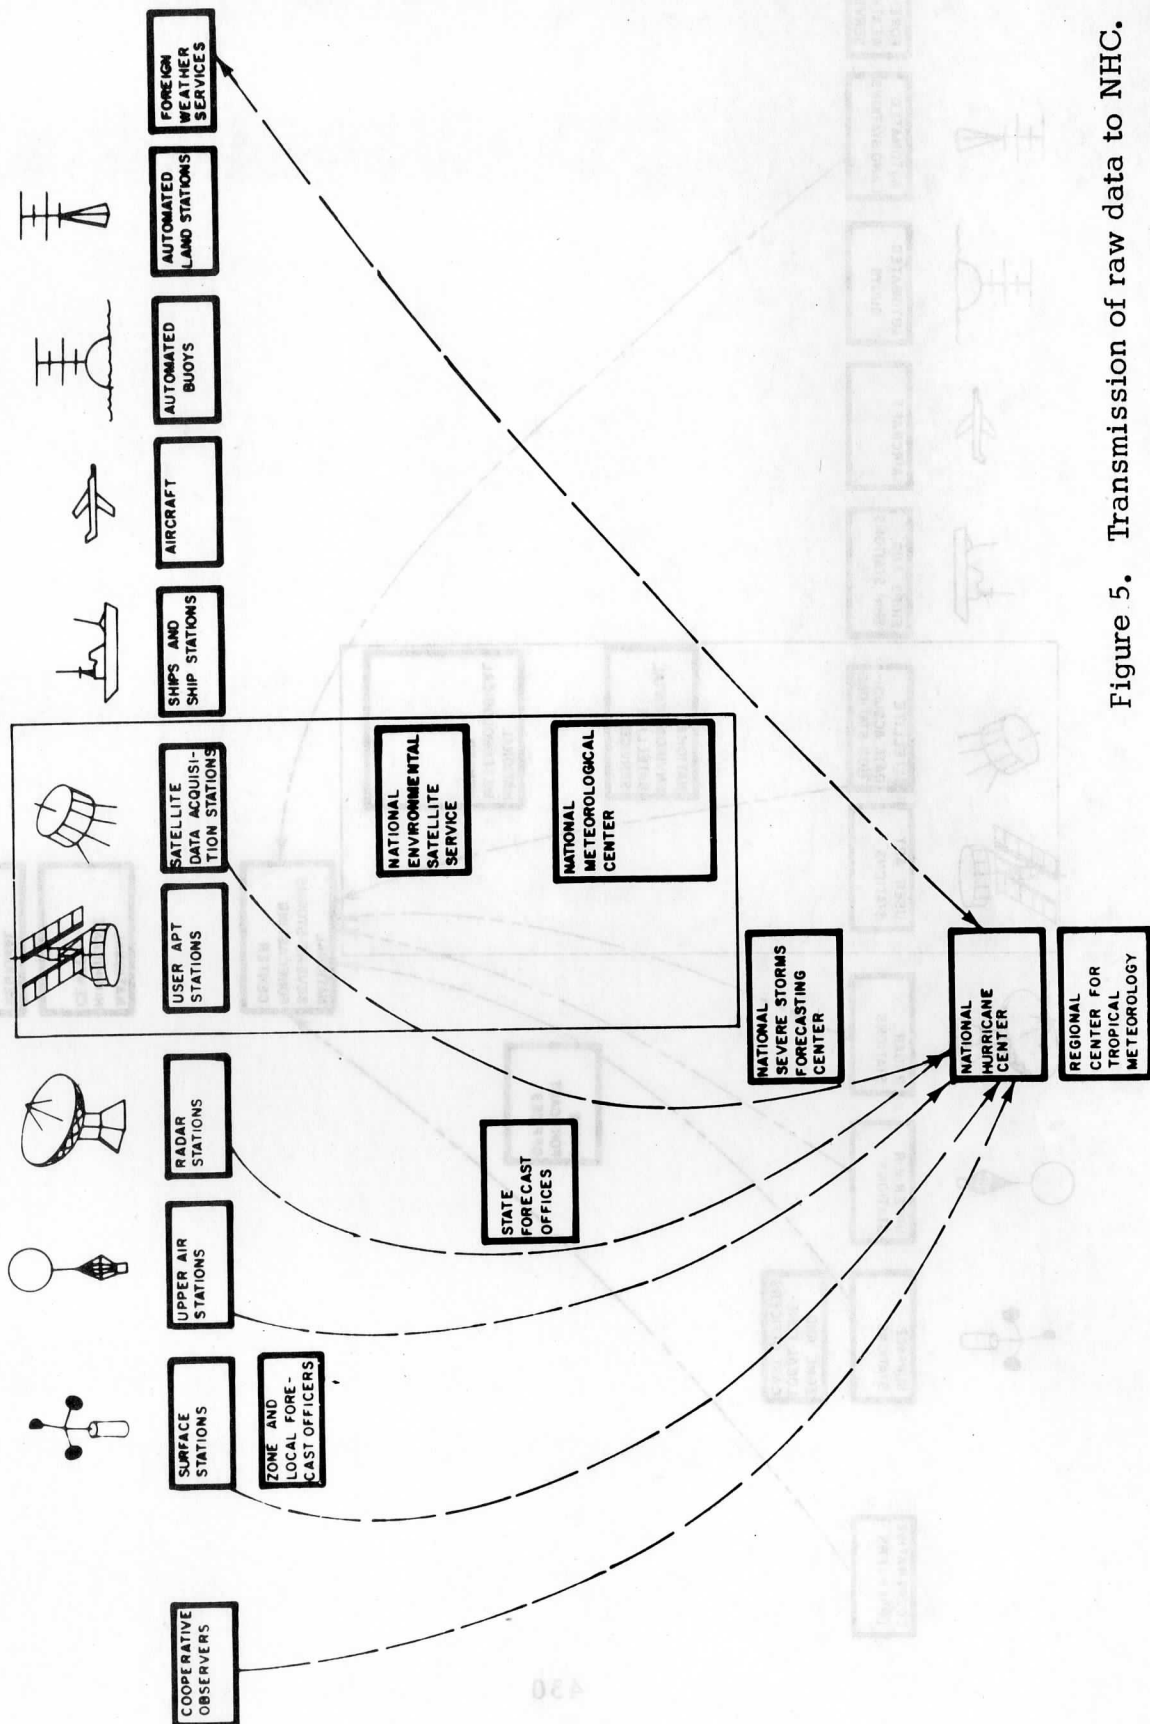 COOPERATIVE
OBSERVERS
SURFACE
STATIONS
ZONE AND
LOCAL FORE-
CAST OFFICERS
UPPER AIR
STATIONS
RADAR
STATIONS
USER APT
STATIONS
SATELLITE
DATA ACQUISI-
TION STATIONS
SHIPS AND
SHIP STATIONS
AIRCRAFT
AUTOMATED
BUOYS
AUTOMATED
LAND STATIONS
FOREIGN
WEATHER
SERVICES
STATE
FORECAST
OFFICES
NATIONAL
ENVIRONMENTAL
SATELLITE
SERVICE
NATIONAL
METEOROLOGICAL
CENTER
NATIONAL
SEVERE STORMS
FORECASTING
CENTER
NATIONAL
HURRICANE
CENTER
REGIONAL
CENTER FOR
TROPICAL
METEOROLOGY
Figure 5. Transmission of raw data to NHC.
430